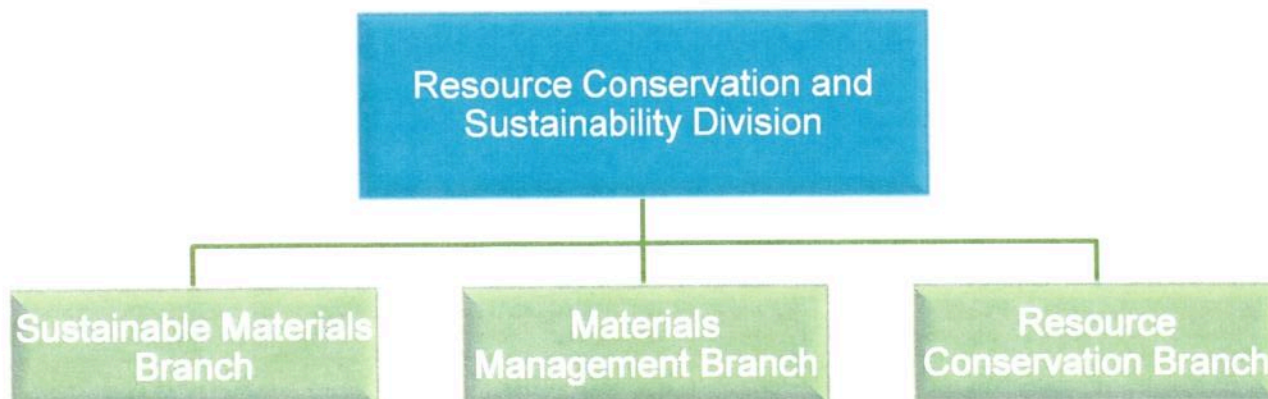 Resource Conservation and
Sustainability Division
Sustainable Materials
Branch
Materials
Management Branch
Resource
Conservation Branch